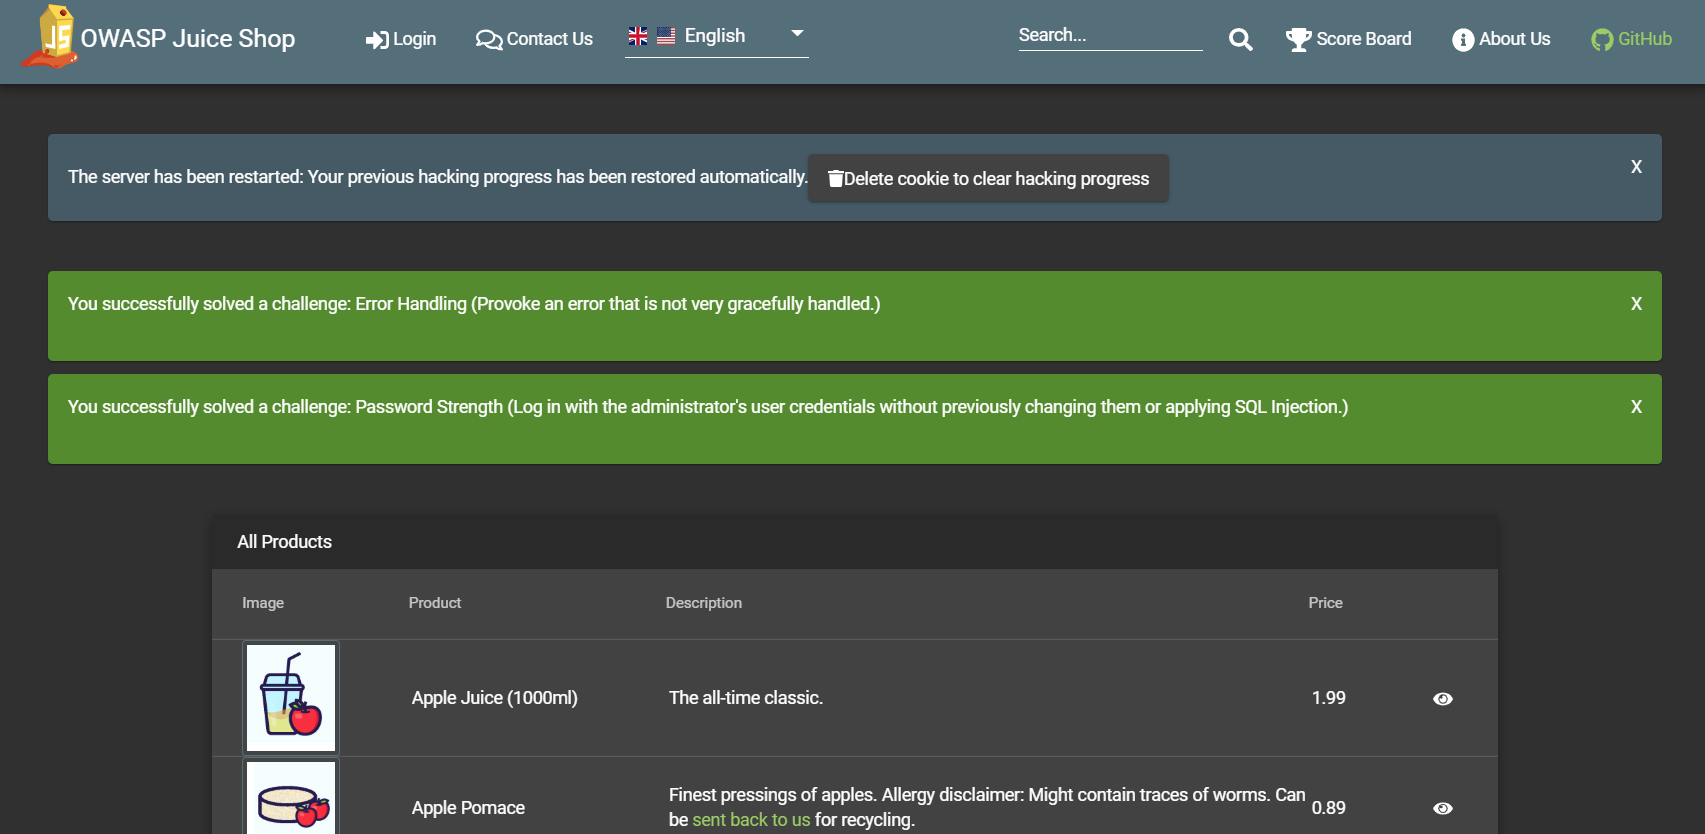 JS OWASP Juice Shop Login Contact Us English Search... Score Board About Us GitHub
The server has been restarted: Your previous hacking progress has been restored automatically. Delete cookie to clear hacking progress X
You successfully solved a challenge: Error Handling (Provoke an error that is not very gracefully handled.) X
You successfully solved a challenge: Password Strength (Log in with the administrator's user credentials without previously changing them or applying SQL Injection.) X
All Products
Image Product Description Price
Apple Juice (1000ml) The all-time classic. 1.99
Apple Pomace Finest pressings of apples. Allergy disclaimer: Might contain traces of worms. Can 0.89
be sent back to us for recycling.